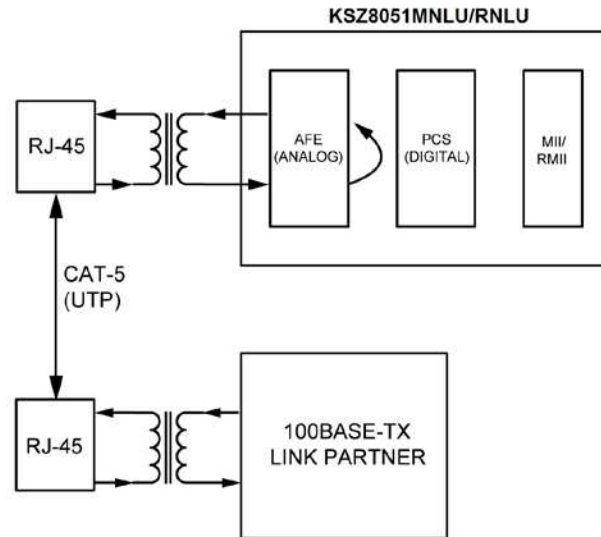 KSZ8051MNLU/RNLU
RJ-45
AFE
(ANALOG)
PCS
(DIGITAL)
MII/
RMII
CAT-5
(UTP)
RJ-45
100BASE-TX
LINK PARTNER